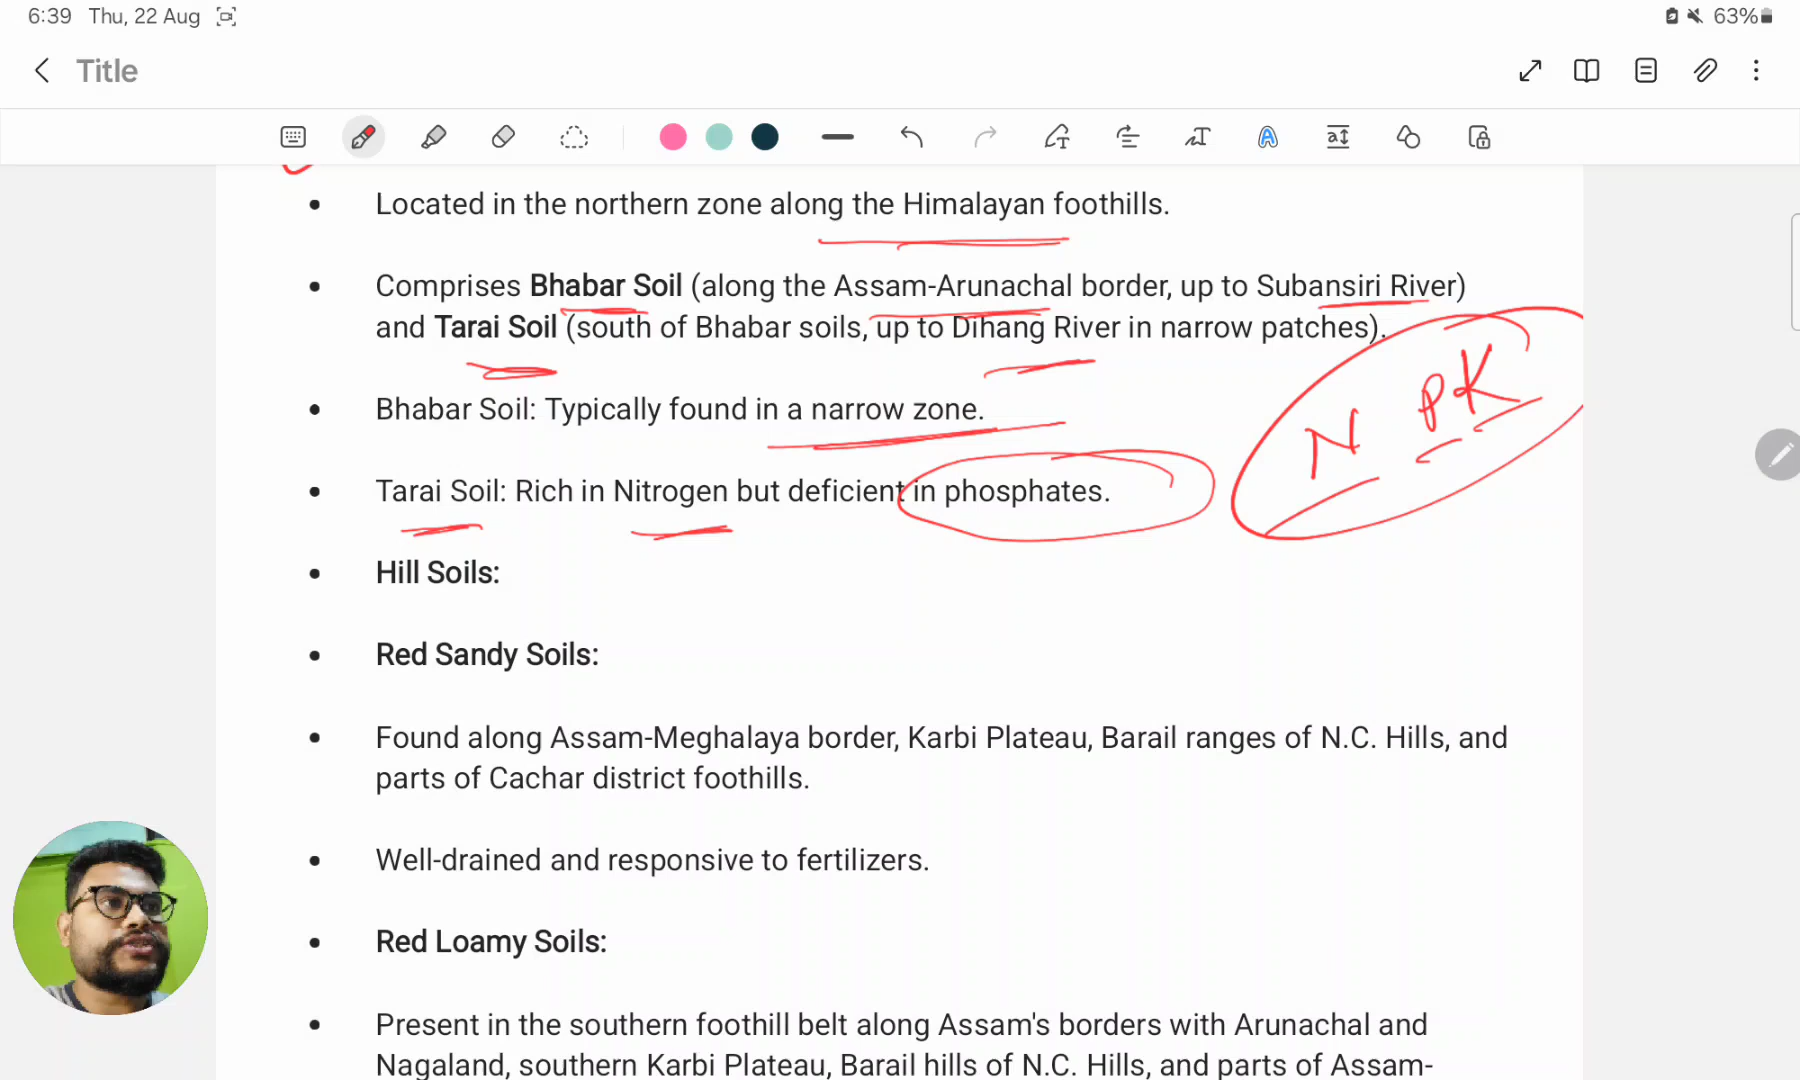 6:39 Thu, 22 Aug 63%
Title
Located in the northern zone along the Himalayan foothills.
Comprises Bhabar Soil (along the Assam-Arunachal border, up to Subansiri River)
and Tarai Soil (south of Bhabar soils, up to Dihang River in narrow patches).
N P K
Bhabar Soil: Typically found in a narrow zone.
Tarai Soil: Rich in Nitrogen but deficient in phosphates.
Hill Soils:
Red Sandy Soils:
Found along Assam-Meghalaya border, Karbi Plateau, Barail ranges of N.C. Hills, and
parts of Cachar district foothills.
Well-drained and responsive to fertilizers.
Red Loamy Soils:
Present in the southern foothill belt along Assam's borders with Arunachal and
Nagaland, southern Karbi Plateau, Barail hills of N.C. Hills, and parts of Assam-